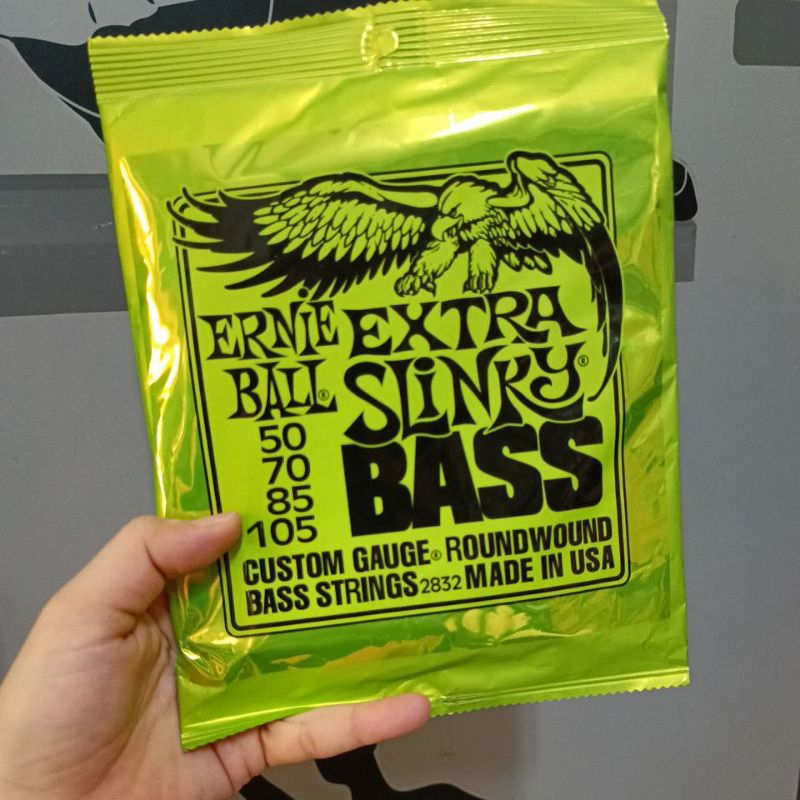 ERNIE BALL®
EXTRA SLINKY®
BASS
50
70
85
105
CUSTOM GAUGE® ROUNDWOUND
BASS STRINGS 2832 MADE IN USA